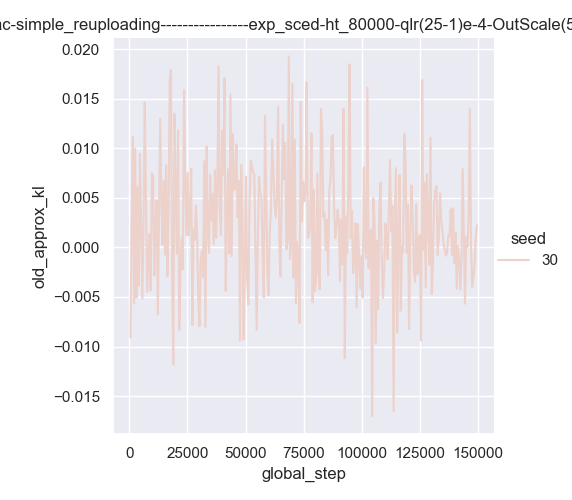 ac-simple_reuploading----------------exp_sced-ht_80000-qlr(25-1)e-4-OutScale(5
0.020
0.015
0.010
0.005
0.000
−0.005
−0.010
−0.015
old_approx_kl
seed
30
0 25000 50000 75000 100000 125000 150000
global_step